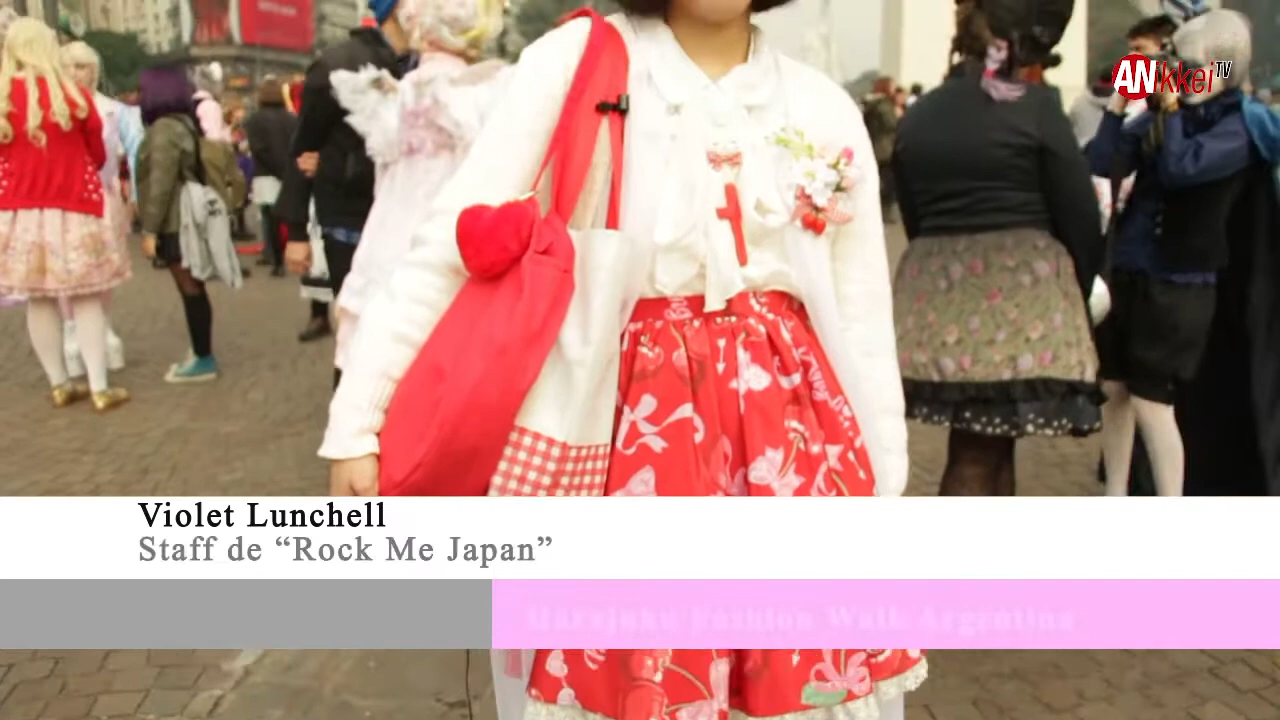 ANikkei TV
Violet Lunchell
Staff de “Rock Me Japan”
Harajuku Fashion Walk Argentina